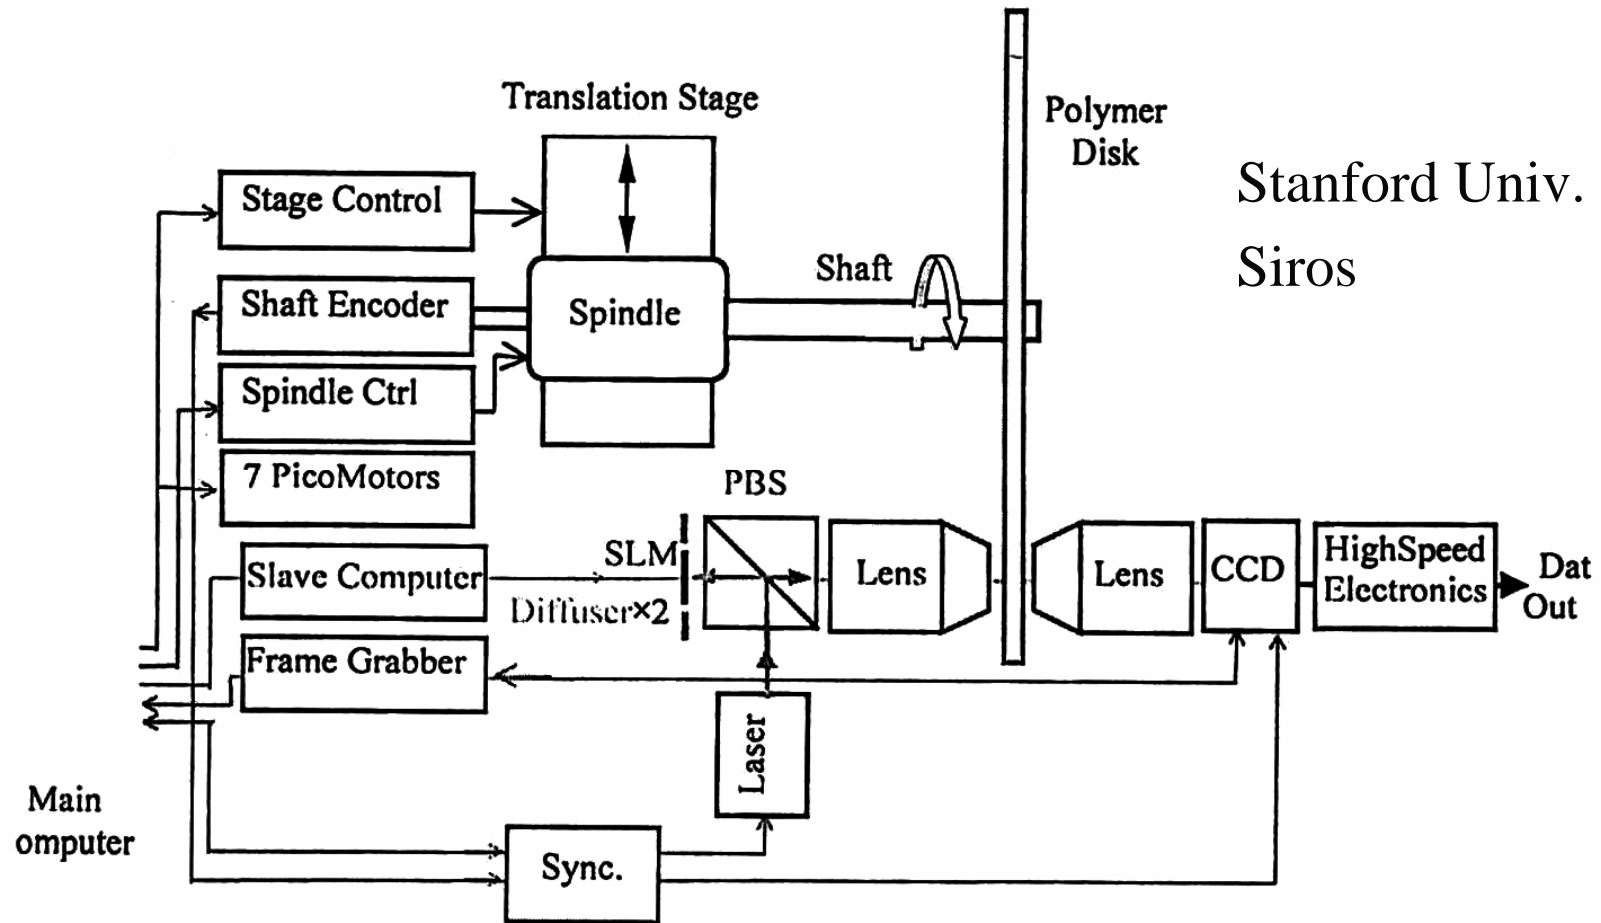 Translation Stage
Polymer
Disk
Stanford Univ.
Siros
Stage Control
Shaft
Shaft Encoder
Spindle
Spindle Ctrl
7 PicoMotors
PBS
SLM
Slave Computer
Diffuser×2
Lens
Lens
CCD
HighSpeed
Electronics
Dat
Out
Frame Grabber
Laser
Main
omputer
Sync.